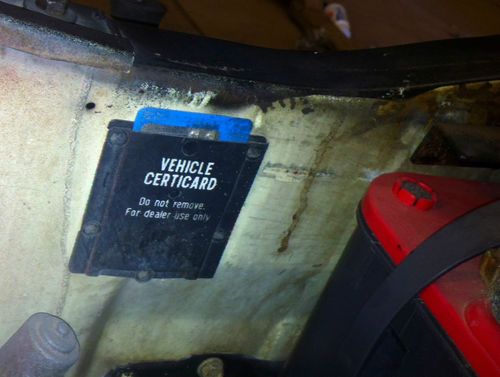 VEHICLE
CERTICARD
Do not remove.
For dealer use only